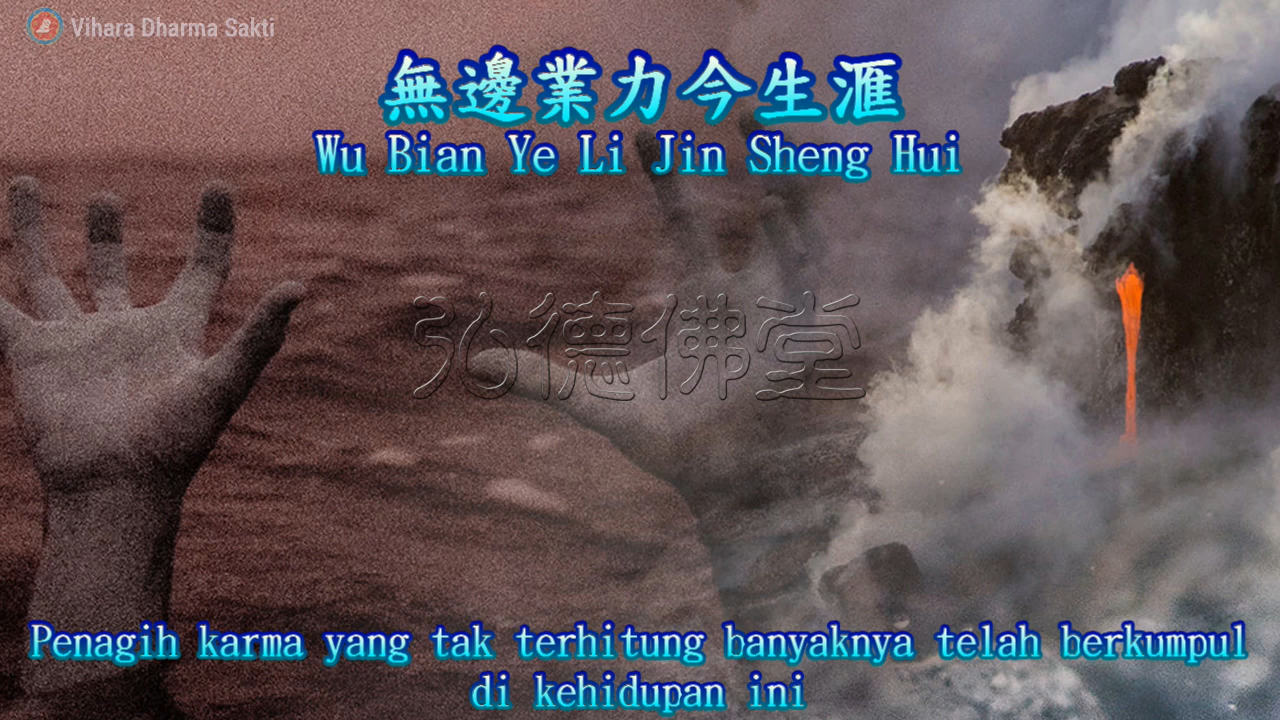 Vihara Dharma Sakti
無邊業力今生滙
Wu Bian Ye Li Jin Sheng Hui
弘德佛堂
Penagih karma yang tak terhitung banyaknya telah berkumpul
di kehidupan ini